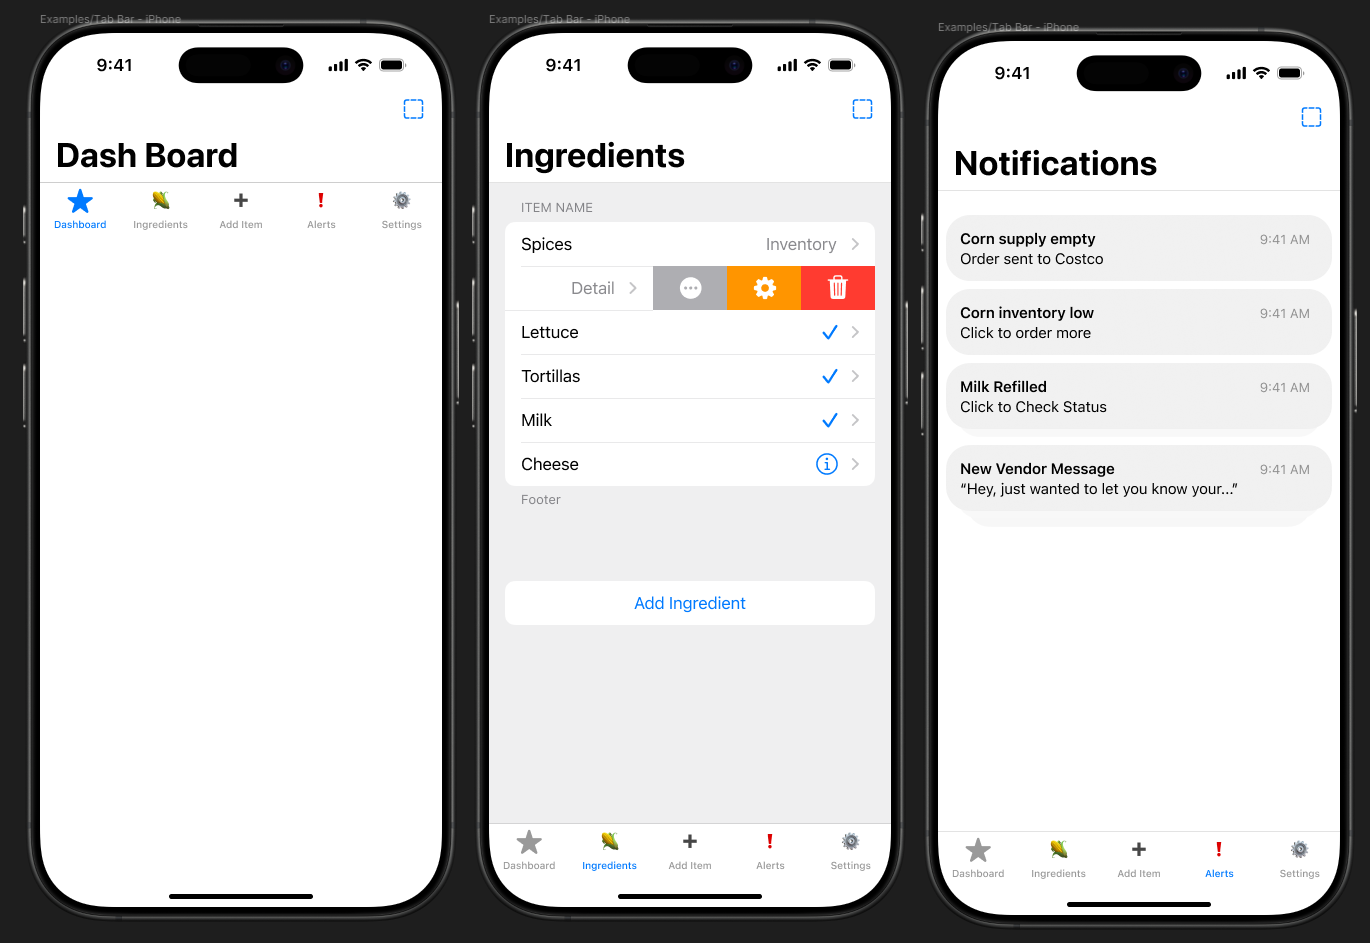 Examples/Tab Bar - iPhone
9:41
Dash Board
Dashboard
Ingredients
Add Item
Alerts
Settings
Examples/Tab Bar - iPhone
9:41
Ingredients
ITEM NAME
Spices
Inventory
Detail
Lettuce
Tortillas
Milk
Cheese
Footer
Add Ingredient
Dashboard
Ingredients
Add Item
Alerts
Settings
Examples/Tab Bar - iPhone
9:41
Notifications
Corn supply empty
9:41 AM
Order sent to Costco
Corn inventory low
9:41 AM
Click to order more
Milk Refilled
9:41 AM
Click to Check Status
New Vendor Message
9:41 AM
“Hey, just wanted to let you know your...”
Dashboard
Ingredients
Add Item
Alerts
Settings